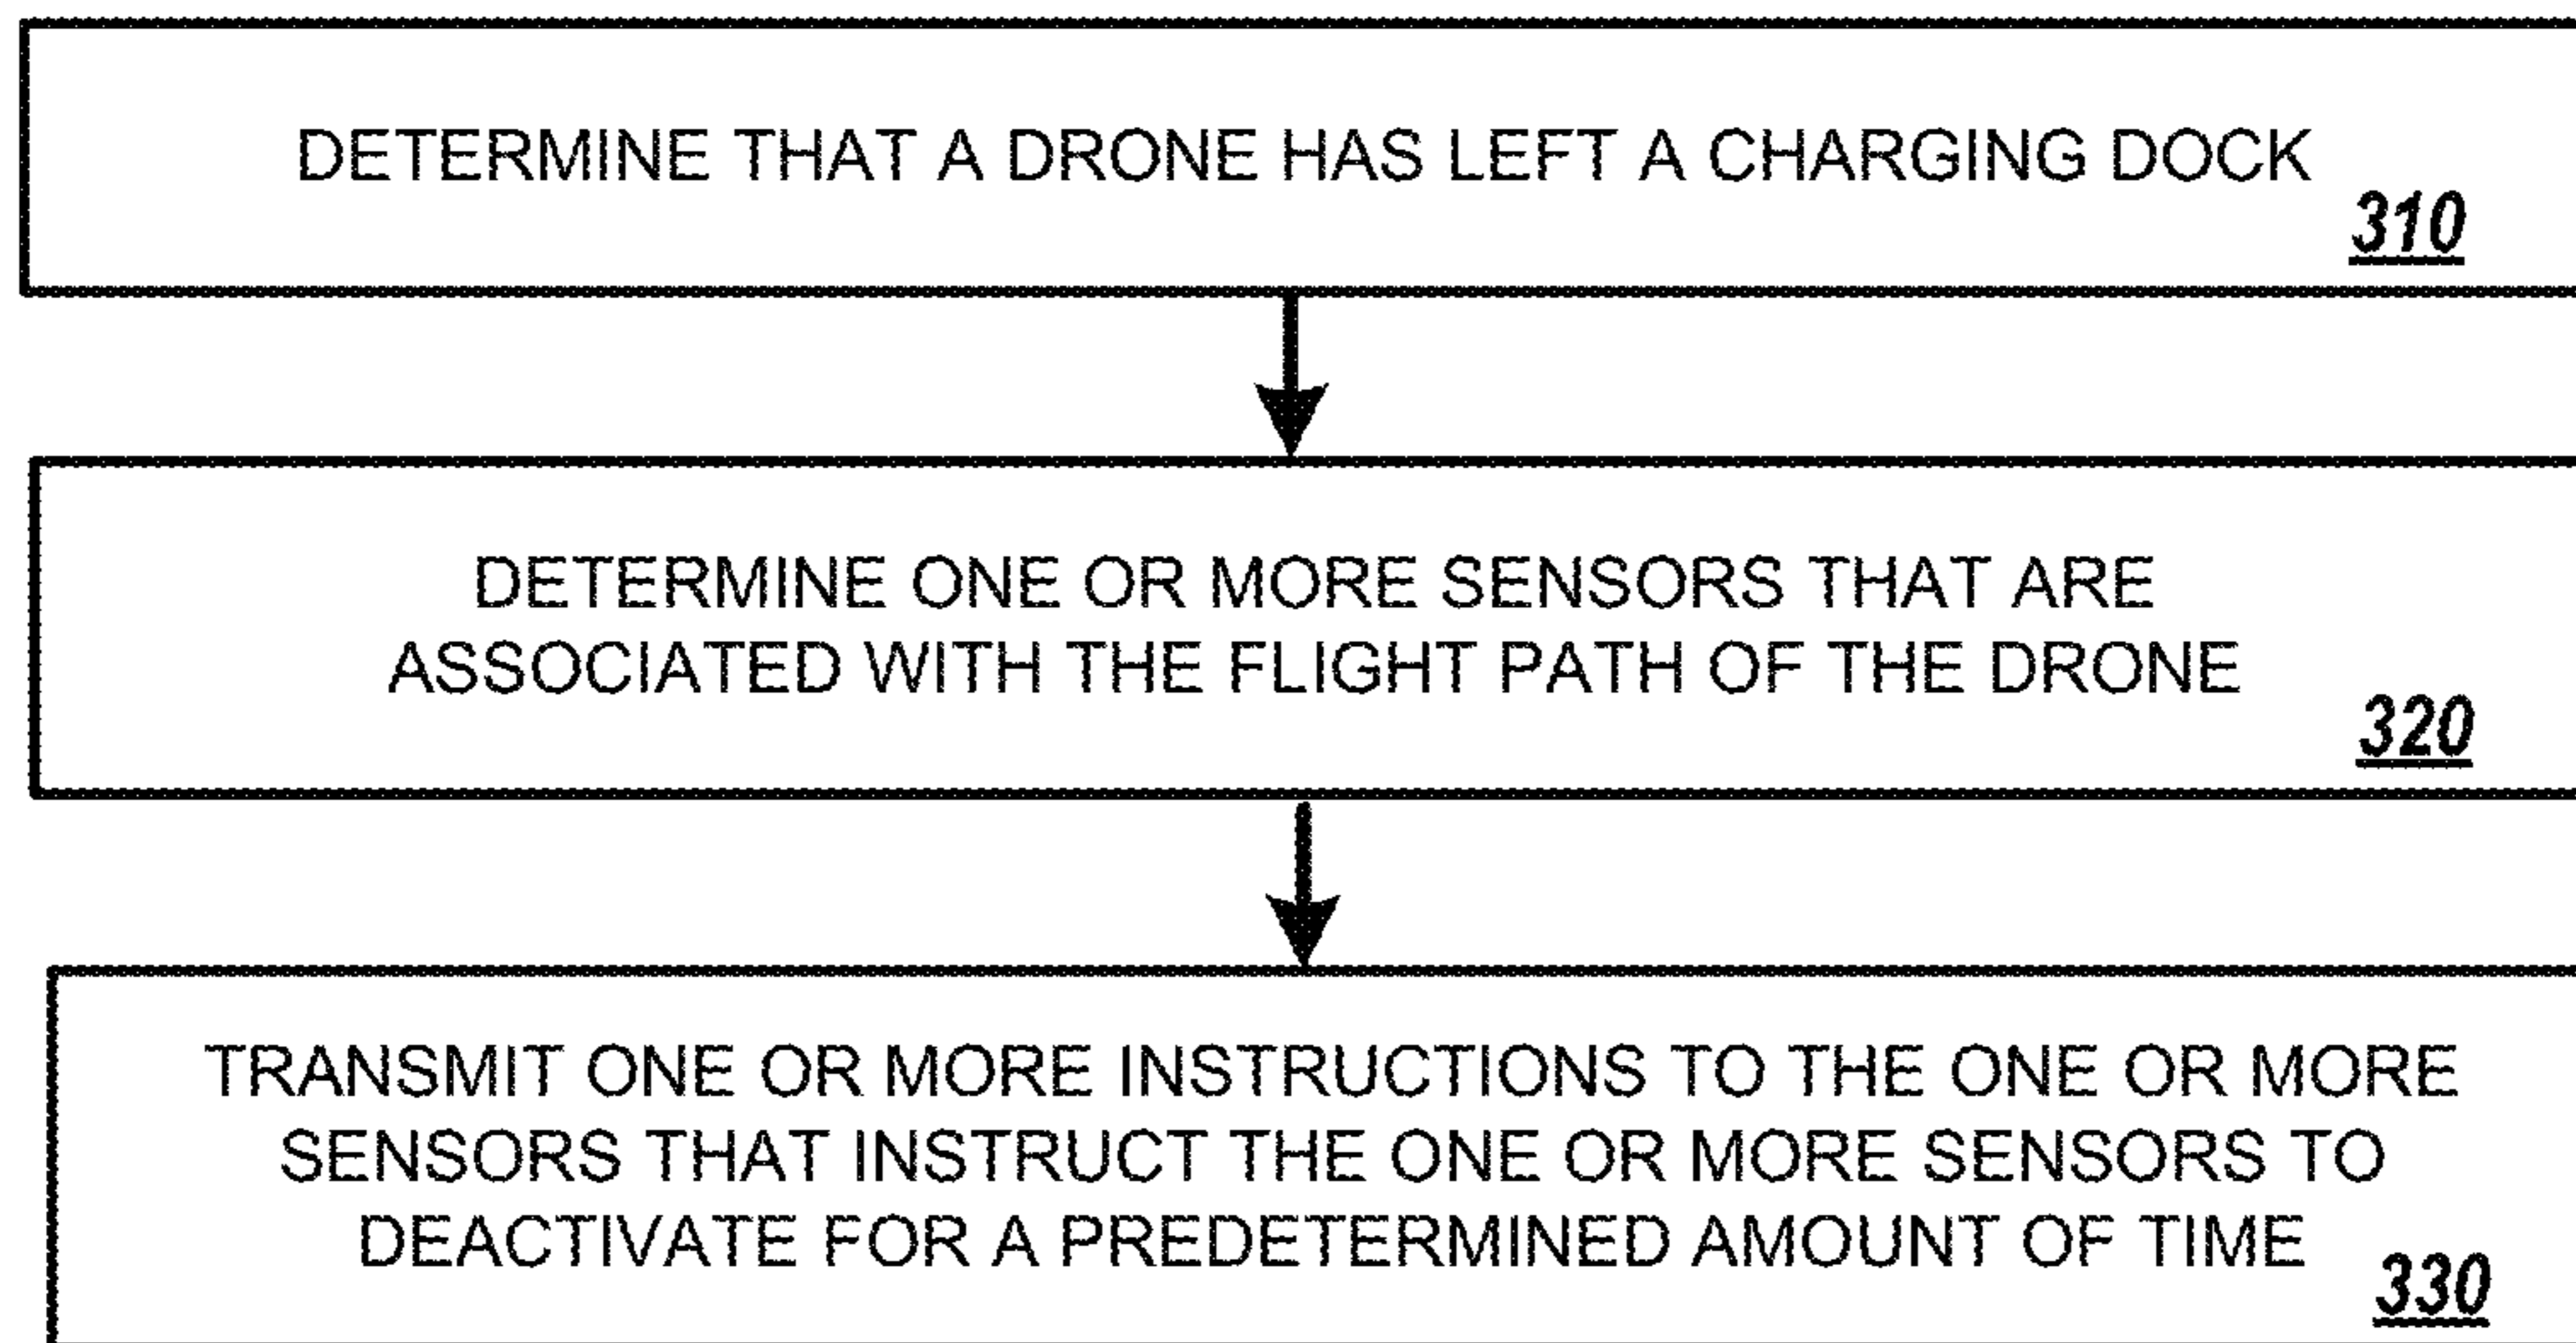 DETERMINE THAT A DRONE HAS LEFT A CHARGING DOCK
310
DETERMINE ONE OR MORE SENSORS THAT ARE
ASSOCIATED WITH THE FLIGHT PATH OF THE DRONE
320
TRANSMIT ONE OR MORE INSTRUCTIONS TO THE ONE OR MORE
SENSORS THAT INSTRUCT THE ONE OR MORE SENSORS TO
DEACTIVATE FOR A PREDETERMINED AMOUNT OF TIME
330